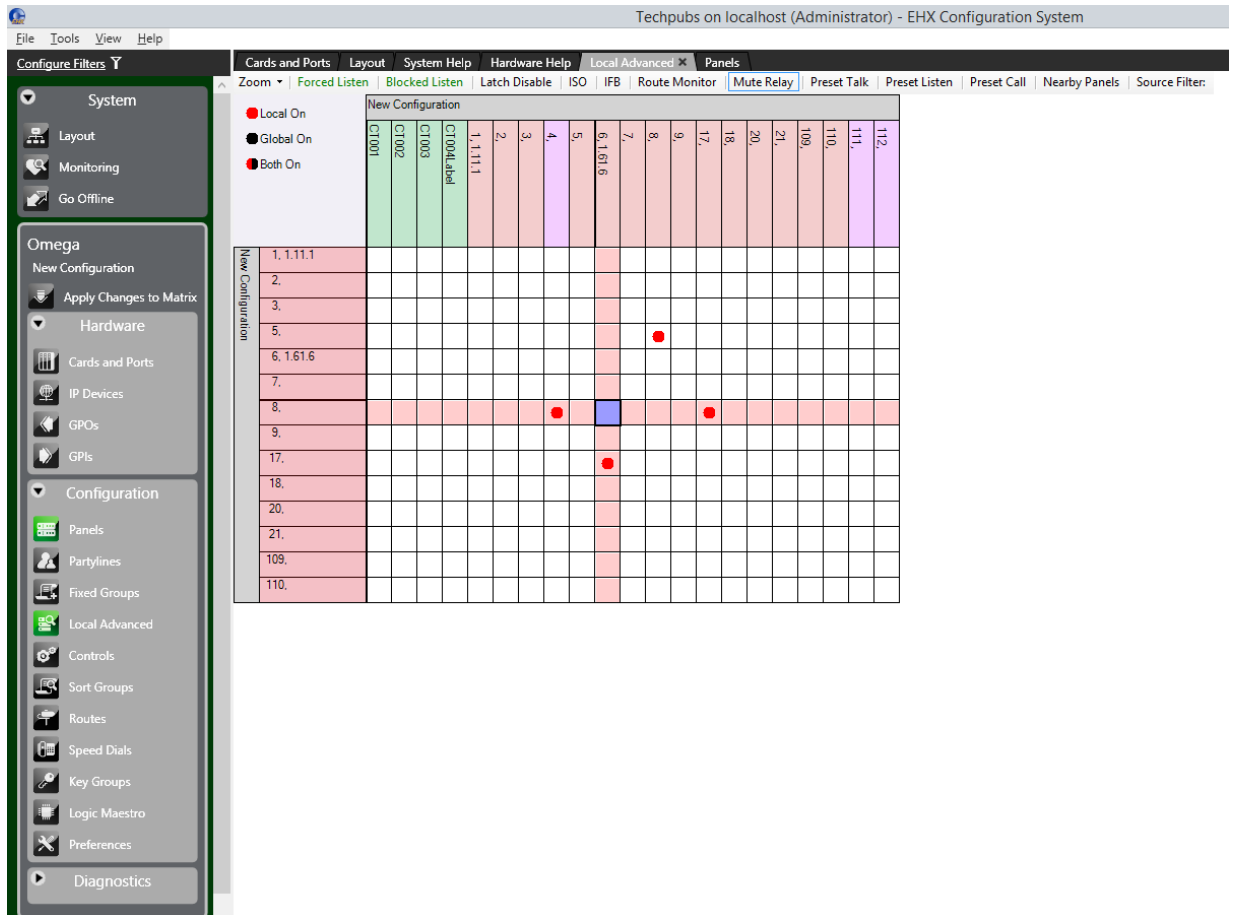 Techpubs on localhost (Administrator) - EHX Configuration System
File Tools View Help
Configure Filters
Cards and Ports Layout System Help Hardware Help Local Advanced Panels
Zoom Forced Listen Blocked Listen Latch Disable ISO IFB Route Monitor Mute Relay Preset Talk Preset Listen Preset Call Nearby Panels Source Filter:
System
Layout
Monitoring
Go Offline
Omega
New Configuration
Apply Changes to Matrix
Hardware
Cards and Ports
IP Devices
GPOs
GPIs
Configuration
Panels
Partylines
Fixed Groups
Local Advanced
Controls
Sort Groups
Routes
Speed Dials
Key Groups
Logic Maestro
Preferences
Diagnostics
Local On
Global On
Both On
New Configuration
CT001
CT002
CT003
CT004Label
1, 1.11.1
2,
3,
4,
5,
6, 1.61.6
7,
8,
9,
17,
18,
20,
21,
109,
110,
111,
112,
New Configuration
1, 1.11.1
2,
3,
5,
6, 1.61.6
7,
8,
9,
17,
18,
20,
21,
109,
110,